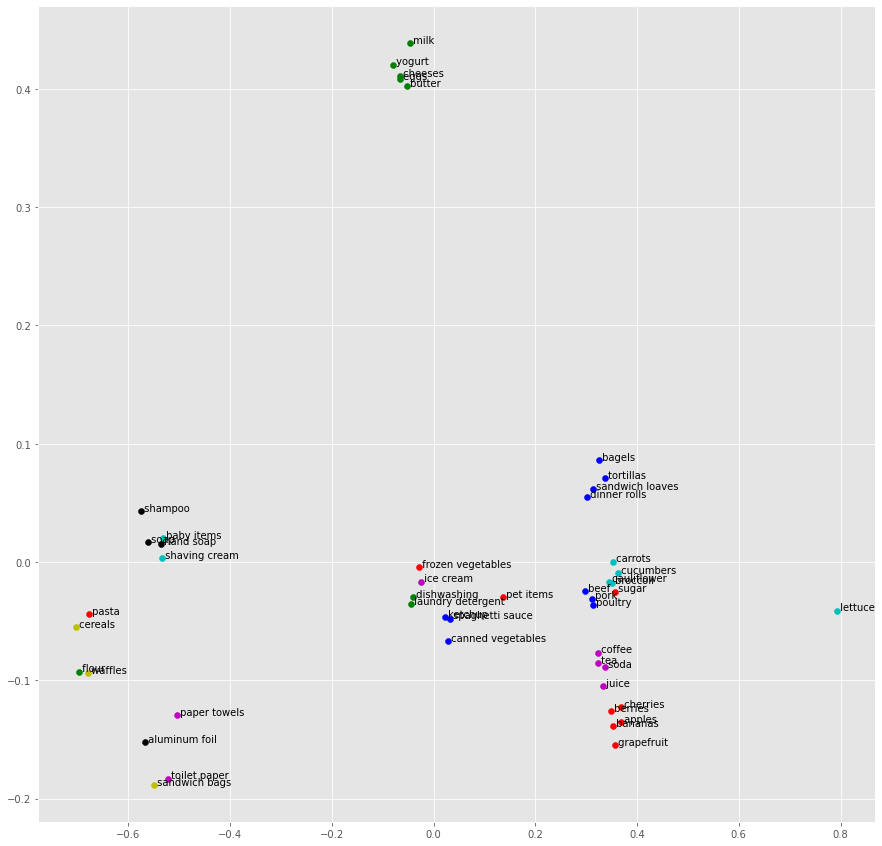 milk
yogurt
cheeses
eggs
butter
0.4
0.3
0.2
0.1
bagels
tortillas
sandwich loaves
dinner rolls
shampoo
baby items
soap
hand soap
shaving cream
0.0
carrots
cucumbers
cauliflower
broccoli
frozen vegetables
ice cream
beef
sugar
pork
poultry
dishwashing
laundry detergent
pet items
lettuce
pasta
cereals
ketchup
spaghetti sauce
canned vegetables
coffee
tea
soda
flour
waffles
−0.1
juice
cherries
berries
paper towels
apples
bananas
aluminum foil
grapefruit
toilet paper
sandwich bags
−0.2
−0.6
−0.4
−0.2
0.0
0.2
0.4
0.6
0.8